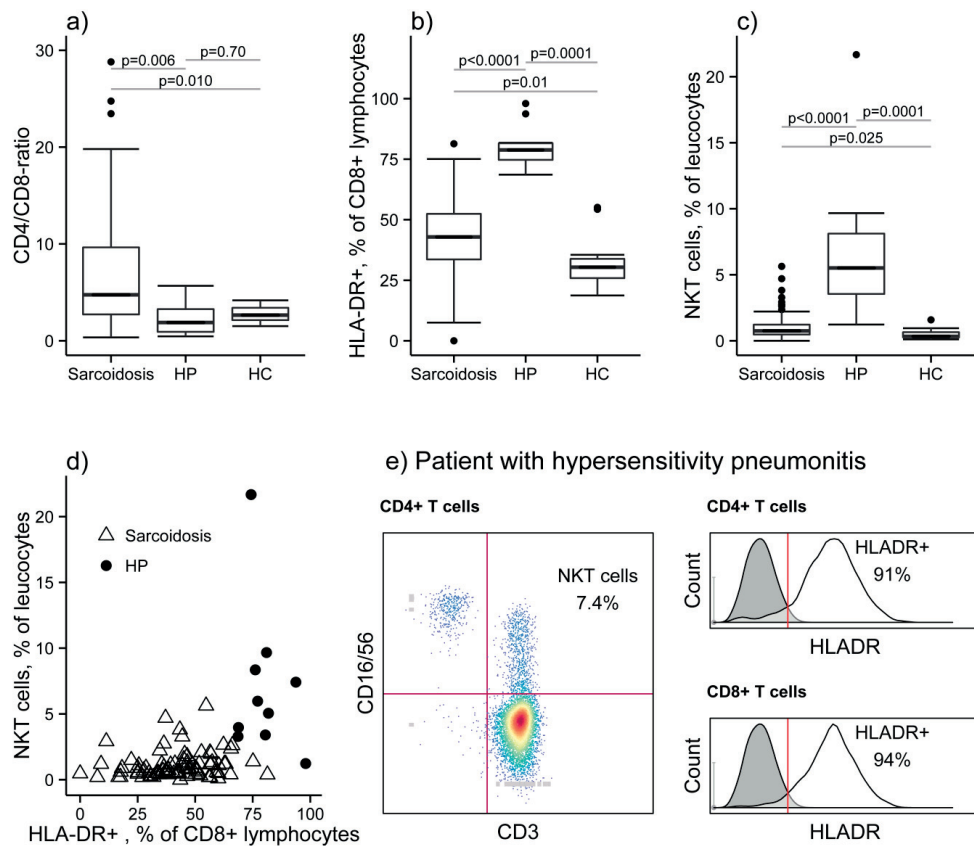 a)
CD4/CD8-ratio
30
20
10
0
p=0.006
p=0.70
p=0.010
Sarcoidosis
HP
HC
b)
HLA-DR+, % of CD8+ lymphocytes
100
75
50
25
0
p<0.0001
p=0.0001
p=0.01
Sarcoidosis
HP
HC
c)
NKT cells, % of leucocytes
20
15
10
5
0
p<0.0001
p=0.0001
p=0.025
Sarcoidosis
HP
HC
d)
NKT cells, % of leucocytes
20
15
10
5
0
Sarcoidosis
HP
0
25
50
75
100
HLA-DR+ , % of CD8+ lymphocytes
e) Patient with hypersensitivity pneumonitis
CD4+ T cells
CD16/56
NKT cells
7.4%
CD3
CD4+ T cells
Count
HLADR+
91%
HLADR
CD8+ T cells
Count
HLADR+
94%
HLADR